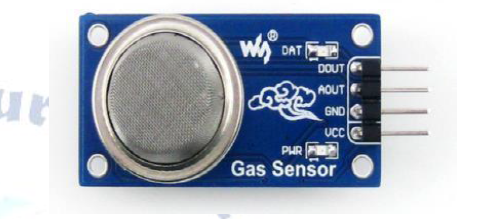 DAT
DOUT
AOUT
GND
VCC
PWR
Gas Sensor